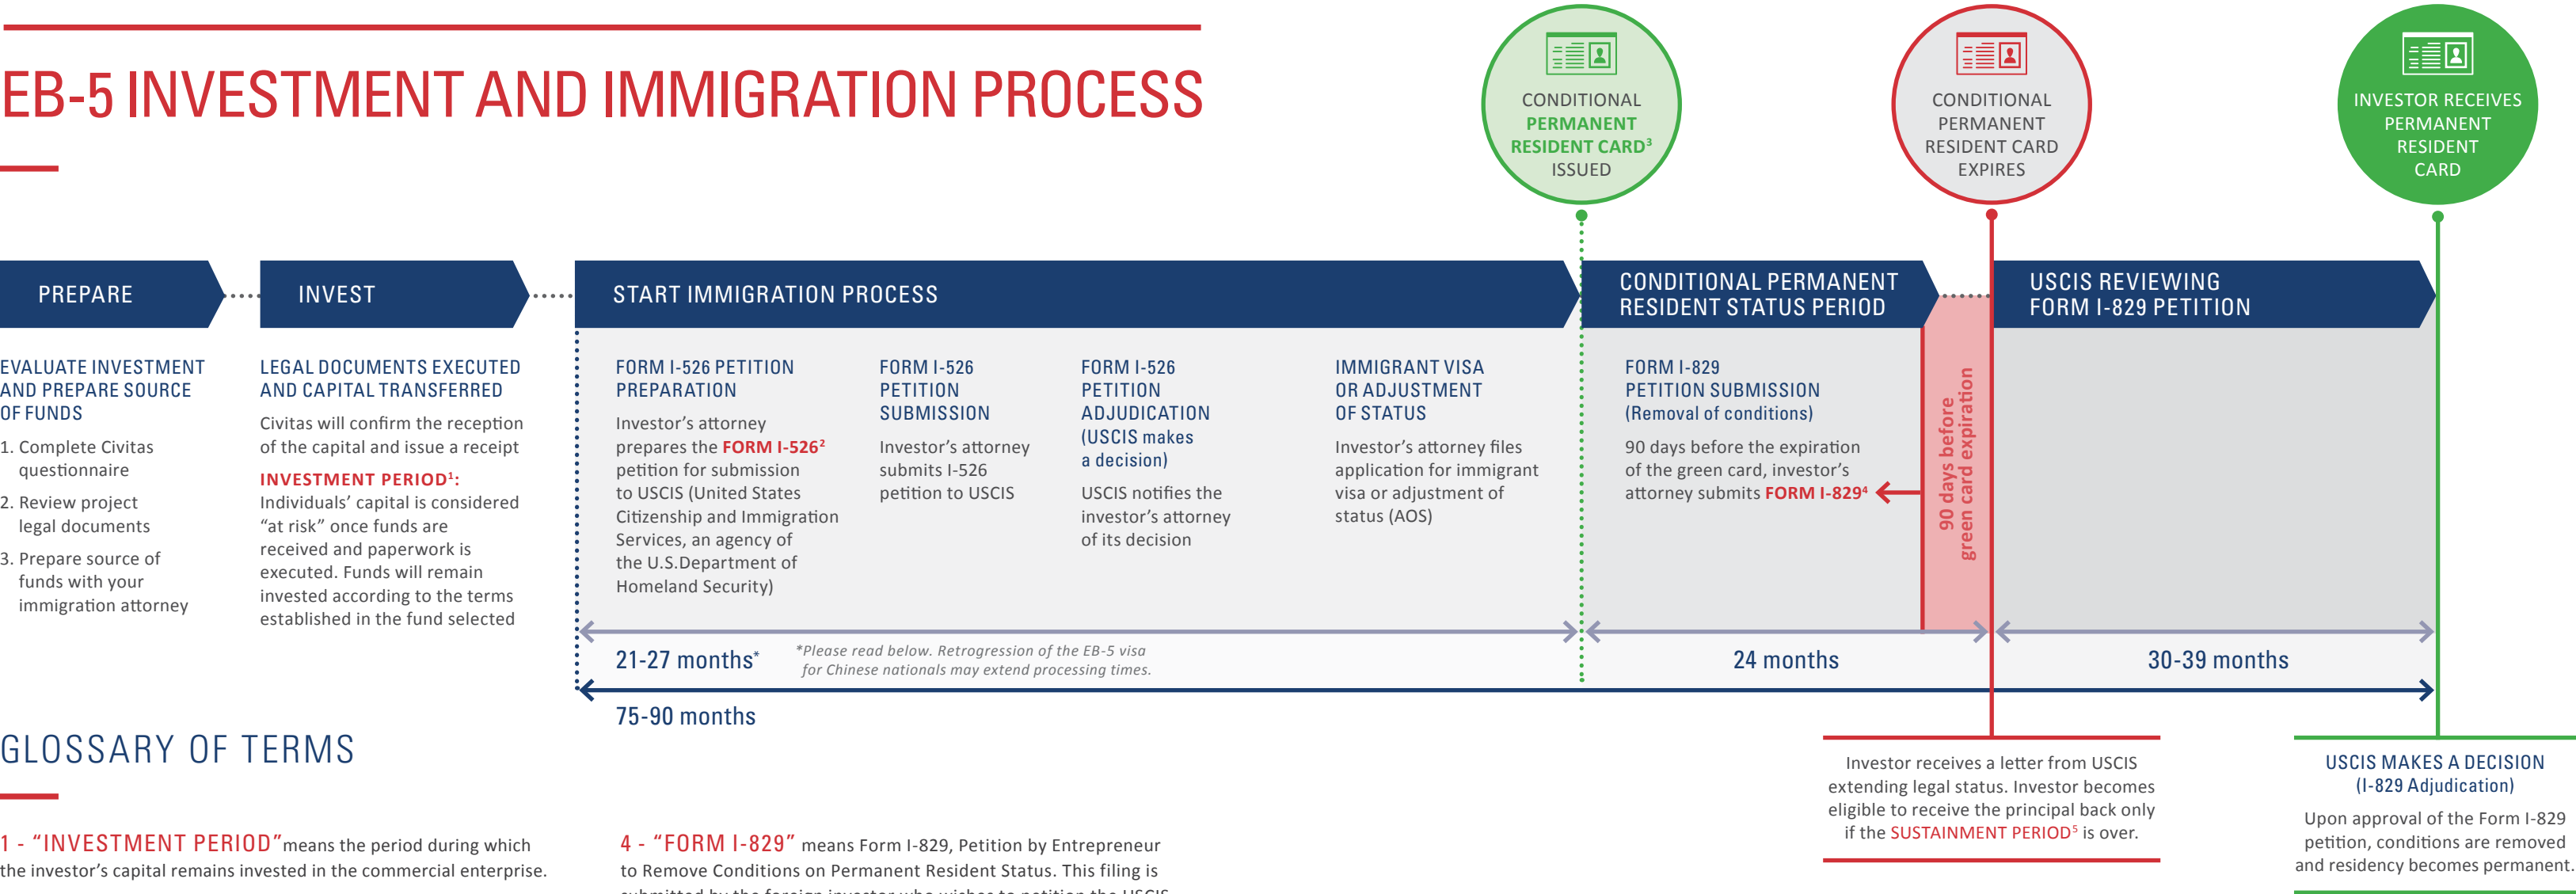 EB-5 INVESTMENT AND IMMIGRATION PROCESS
CONDITIONAL
PERMANENT
RESIDENT CARD³
ISSUED
CONDITIONAL
PERMANENT
RESIDENT CARD
EXPIRES
INVESTOR RECEIVES
PERMANENT
RESIDENT
CARD
PREPARE
EVALUATE INVESTMENT
AND PREPARE SOURCE
OF FUNDS
1. Complete Civitas
questionnaire
2. Review project
legal documents
3. Prepare source of
funds with your
immigration attorney
INVEST
LEGAL DOCUMENTS EXECUTED
AND CAPITAL TRANSFERRED
Civitas will confirm the reception
of the capital and issue a receipt
INVESTMENT PERIOD¹:
Individuals’ capital is considered
“at risk” once funds are
received and paperwork is
executed. Funds will remain
invested according to the terms
established in the fund selected
START IMMIGRATION PROCESS
FORM I-526 PETITION
PREPARATION
Investor’s attorney
prepares the FORM I-526²
petition for submission
to USCIS (United States
Citizenship and Immigration
Services, an agency of
the U.S.Department of
Homeland Security)
FORM I-526
PETITION
SUBMISSION
Investor’s attorney
submits I-526
petition to USCIS
FORM I-526
PETITION
ADJUDICATION
(USCIS makes
a decision)
USCIS notifies the
investor’s attorney
of its decision
IMMIGRANT VISA
OR ADJUSTMENT
OF STATUS
Investor’s attorney files
application for immigrant
visa or adjustment of
status (AOS)
CONDITIONAL PERMANENT
RESIDENT STATUS PERIOD
FORM I-829
PETITION SUBMISSION
(Removal of conditions)
90 days before the expiration
of the green card, investor’s
attorney submits FORM I-829⁴
90 days before
green card expiration
USCIS REVIEWING
FORM I-829 PETITION
21-27 months*
*Please read below. Retrogression of the EB-5 visa
for Chinese nationals may extend processing times.
24 months
30-39 months
75-90 months
Investor receives a letter from USCIS
extending legal status. Investor becomes
eligible to receive the principal back only
if the SUSTAINMENT PERIOD⁵ is over.
USCIS MAKES A DECISION
(I-829 Adjudication)
Upon approval of the Form I-829
petition, conditions are removed
and residency becomes permanent.
GLOSSARY OF TERMS
1 - “INVESTMENT PERIOD” means the period during which
the investor’s capital remains invested in the commercial enterprise.
4 - “FORM I-829” means Form I-829, Petition by Entrepreneur
to Remove Conditions on Permanent Resident Status. This filing is
submitted by the foreign investor who wishes to petition the USCIS